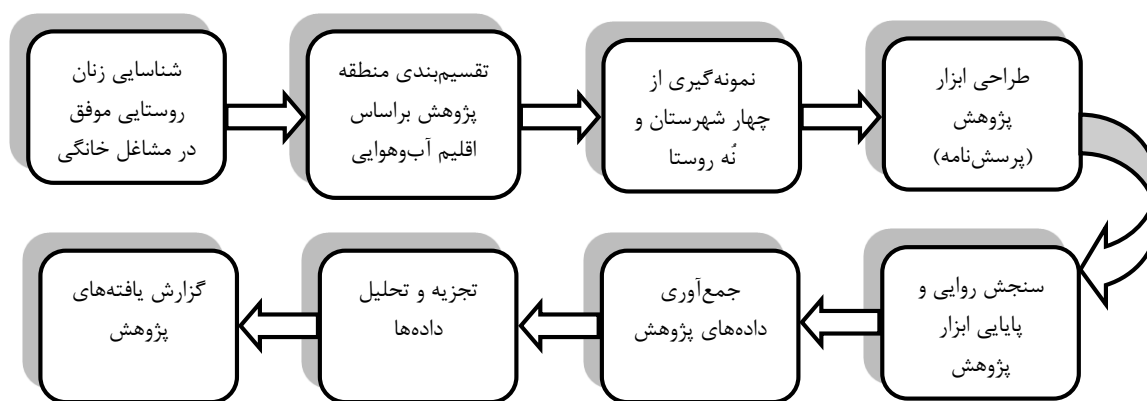 شناسایی زنان
روستایی موفق
در مشاغل خانگی
تقسیم‌بندی منطقه
پژوهش براساس
اقلیم آب‌وهوایی
نمونه‌گیری از
چهار شهرستان و
نُه روستا
طراحی ابزار
پژوهش
(پرسش‌نامه)
سنجش روایی و
پایایی ابزار
پژوهش
جمع‌آوری
داده‌های پژوهش
تجزیه و تحلیل
داده‌ها
گزارش یافته‌های
پژوهش